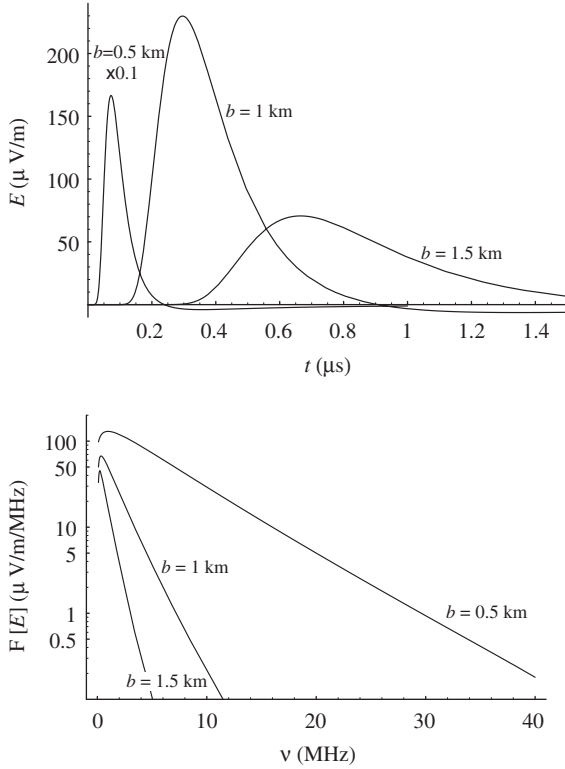 200
150
100
50
E (μ V/m)
b=0.5 km
x0.1
b = 1 km
b = 1.5 km
0.2 0.4 0.6 0.8 1 1.2 1.4
t (μs)
100
50
10
5
1
0.5
F [E] (μ V/m/MHz)
b = 1 km
b = 0.5 km
b = 1.5 km
0 10 20 30 40
ν (MHz)